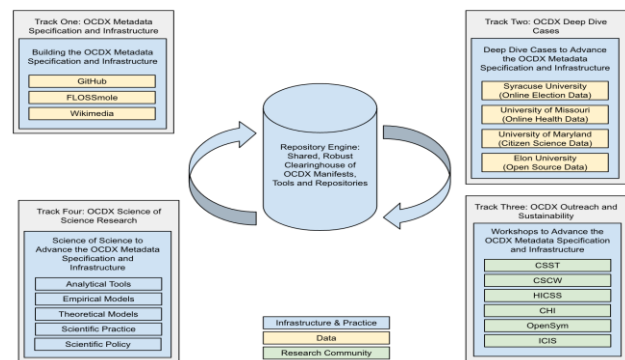 Track One: OCDX Metadata
Specification and Infrastructure
Building the OCDX Metadata
Specification and Infrastructure
GitHub
FLOSSmole
Wikimedia
Track Two: OCDX Deep Dive
Cases
Deep Dive Cases to Advance
the OCDX Metadata
Specification and Infrastructure
Syracuse University
(Online Election Data)
University of Missouri
(Online Health Data)
University of Maryland
(Citizen Science Data)
Elon University
(Open Source Data)
Repository Engine:
Shared, Robust
Clearinghouse of
OCDX Manifests,
Tools and Repositories
Track Four: OCDX Science of
Science Research
Science of Science to
Advance the OCDX Metadata
Specification and
Infrastructure
Analytical Tools
Empirical Models
Theoretical Models
Scientific Practice
Scientific Policy
Track Three: OCDX Outreach and
Sustainability
Workshops to Advance the
OCDX Metadata Specification
and Infrastructure
CSST
CSCW
HICSS
CHI
OpenSym
ICIS
Infrastructure & Practice
Data
Research Community